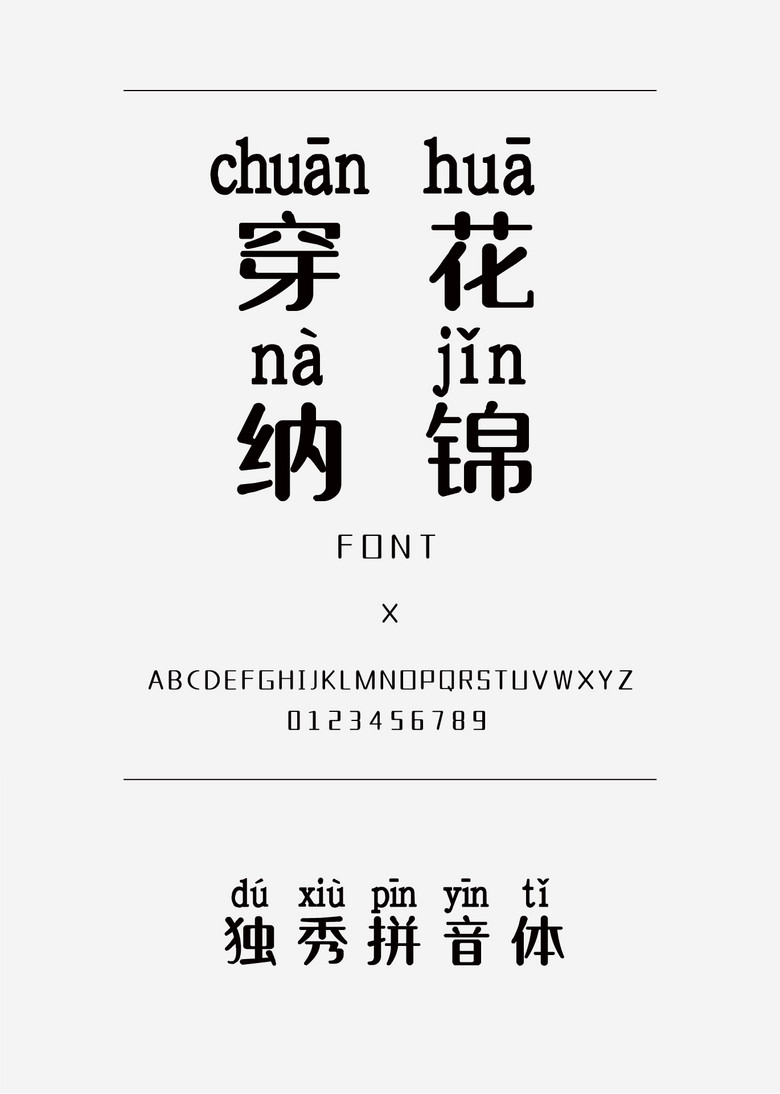 chuān huā
穿花
nà jǐn
纳锦
FONT
X
ABCDEFGHIJKLMNOPQRSTUVWXYZ
0123456789
dú xiù pīn yīn tǐ
独秀拼音体